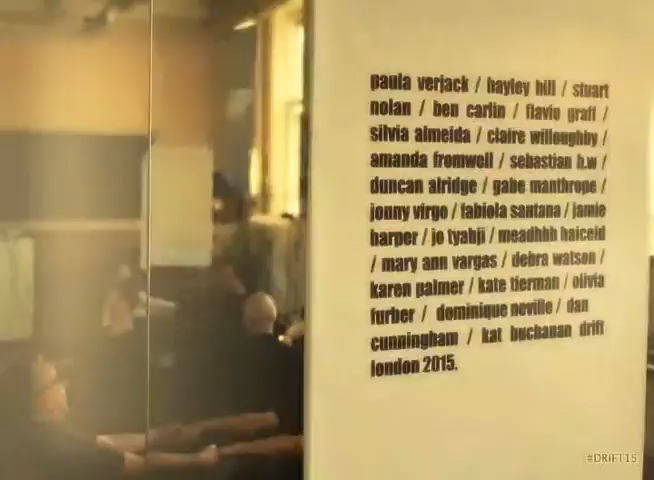 paula verjack / hayley hill / stuart
nolan / ben carlin / flavio graff /
silvia almeida / claire willoughby /
amanda fromwell / sebastian h.w /
duncan alridge / gabe manthrope /
jonny virgo / fabiola santana / jamie
harper / jo tyabji / meadhbh haiceid
/ mary ann vargas / debra watson /
karen palmer / kate tierman / olivia
furber / dominique neville / dan
cunningham / kat buchanan drift
london 2015.
#DRiFT15